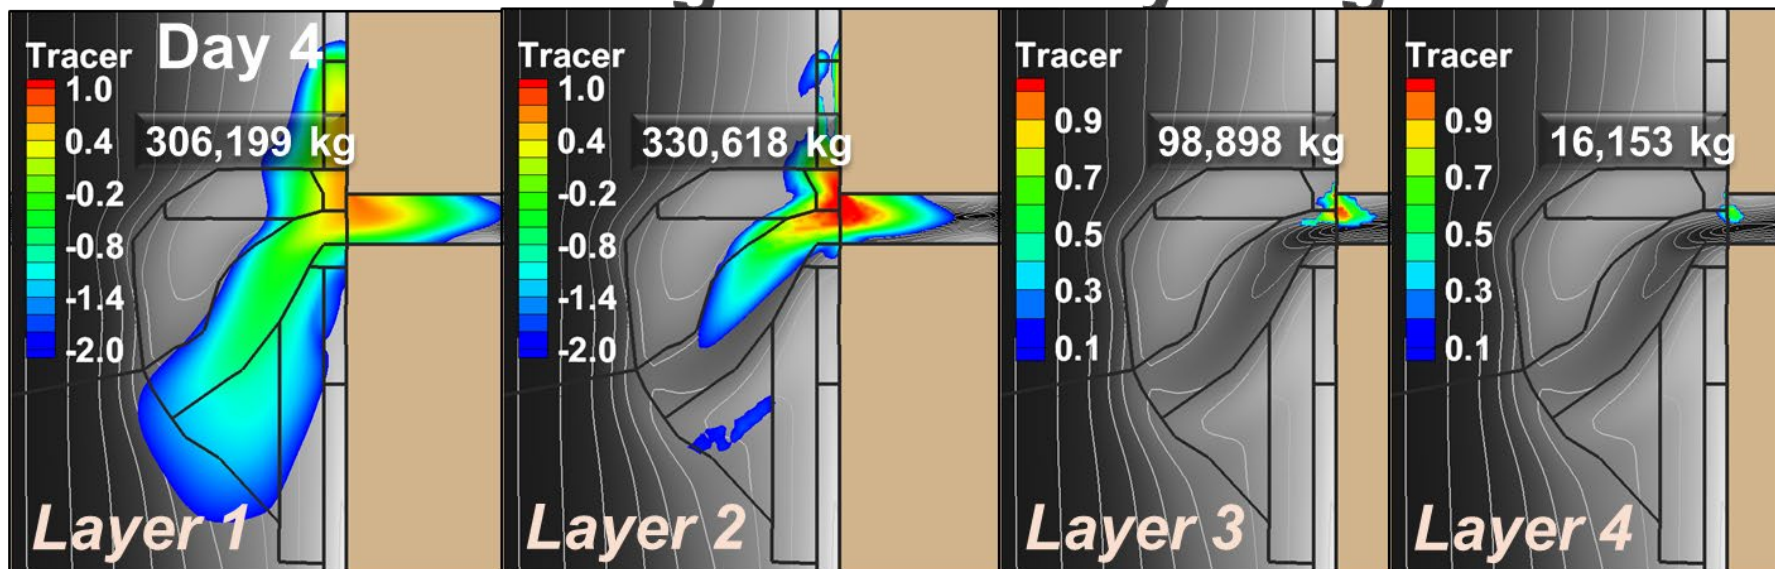 Tracer
Day 4
1.0
0.4
-0.2
-0.8
-1.4
-2.0
306,199 kg
Layer 1
Tracer
1.0
0.4
-0.2
-0.8
-1.4
-2.0
330,618 kg
Layer 2
Tracer
0.9
0.7
0.5
0.3
0.1
98,898 kg
Layer 3
Tracer
0.9
0.7
0.5
0.3
0.1
16,153 kg
Layer 4